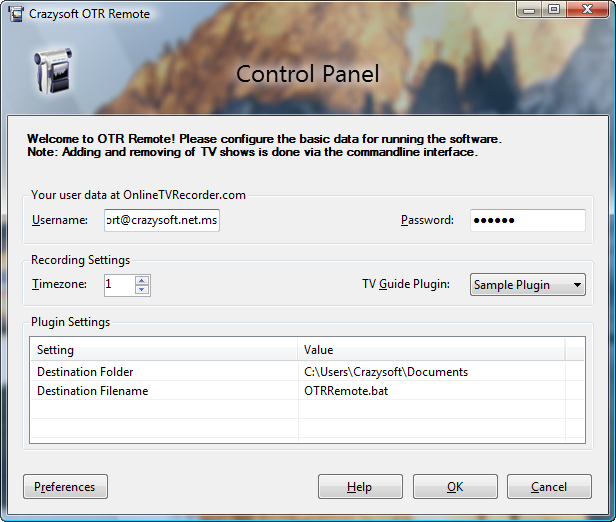 Crazysoft OTR Remote
Control Panel
Welcome to OTR Remote! Please configure the basic data for running the software.
Note: Adding and removing of TV shows is done via the commandline interface.
Your user data at OnlineTVRecorder.com
Username: ort@crazysoft.net.ms Password: ●●●●●●
Recording Settings
Timezone: 1 TV Guide Plugin: Sample Plugin
Plugin Settings
Setting Value
Destination Folder C:\Users\Crazysoft\Documents
Destination Filename OTRRemote.bat
Preferences Help OK Cancel